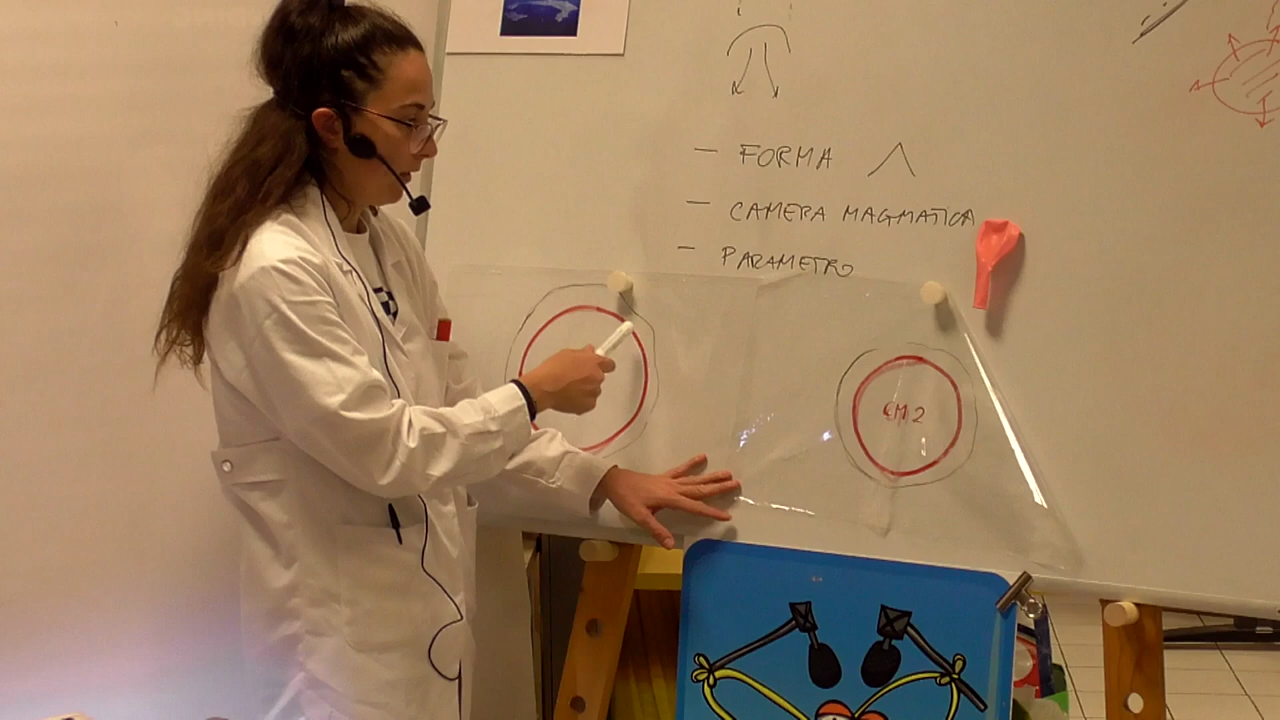 — FORMA
— CAMERA MAGMATICA
— PARAMETRO
CM 2